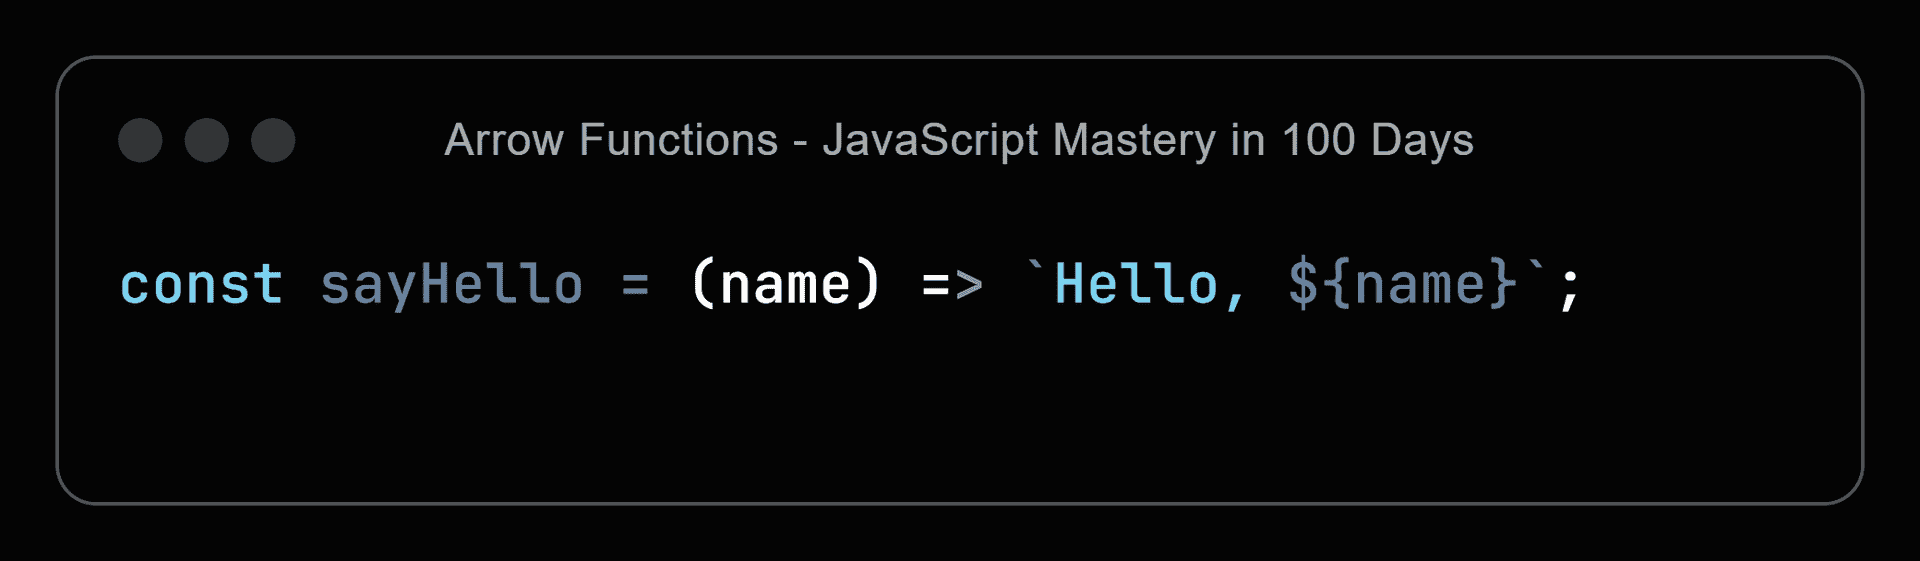 Arrow Functions - JavaScript Mastery in 100 Days
const sayHello = (name) => `Hello, ${name}`;